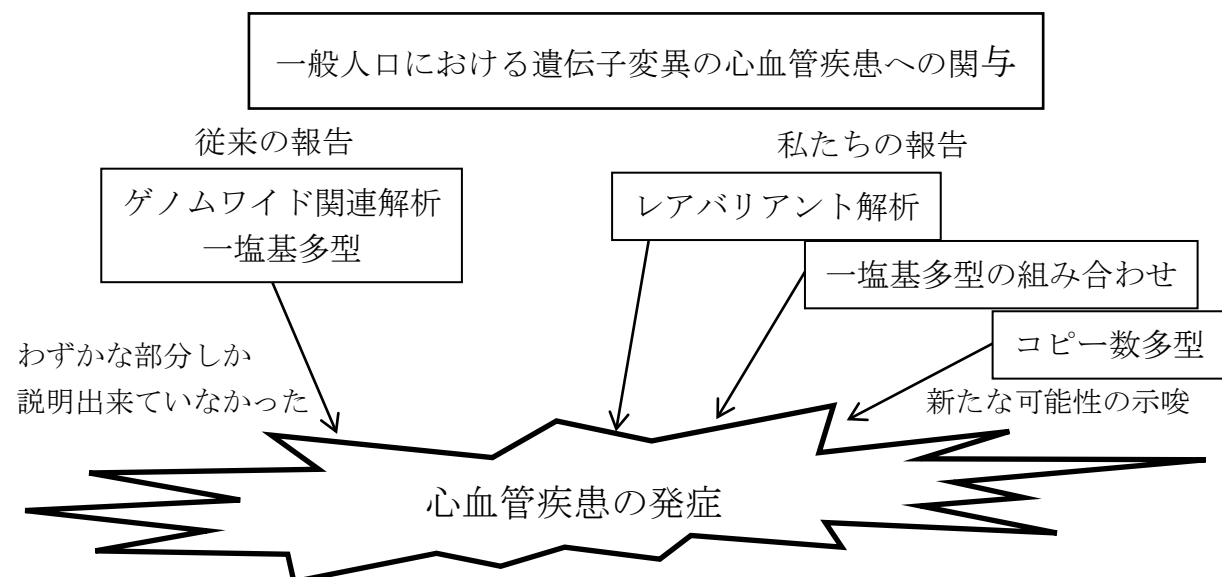 一般人口における遺伝子変異の心血管疾患への関与
従来の報告
ゲノムワイド関連解析
一塩基多型
わずかな部分しか
説明出来ていなかった
私たちの報告
レアバリアント解析
一塩基多型の組み合わせ
コピー数多型
新たな可能性の示唆
心血管疾患の発症